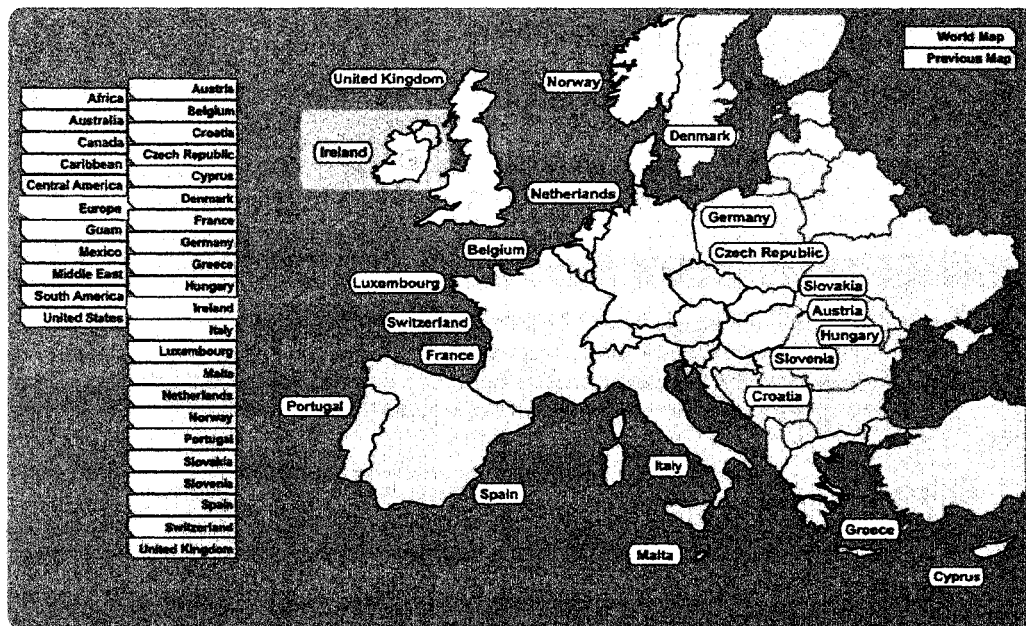 Africa
Australia
Canada
Caribbean
Central America
Europe
Guam
Mexico
Middle East
South America
United States
Austria
Belgium
Croatia
Czech Republic
Cyprus
Denmark
France
Germany
Greece
Hungary
Ireland
Italy
Luxembourg
Malta
Netherlands
Norway
Portugal
Slovakia
Slovenia
Spain
Switzerland
United Kingdom
World Map
Previous Map
United Kingdom
Norway
Denmark
Ireland
Netherlands
Germany
Belgium
Czech Republic
Luxembourg
Slovakia
Austria
Switzerland
Hungary
France
Slovenia
Croatia
Portugal
Italy
Spain
Greece
Malta
Cyprus